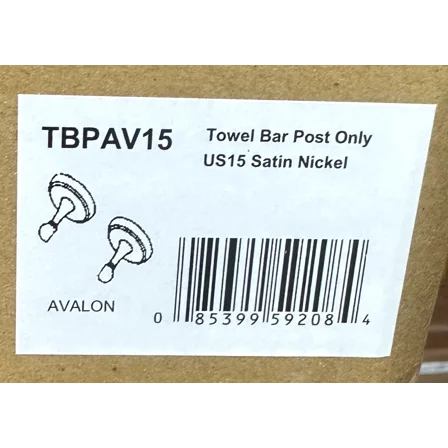 TBPAV15
Towel Bar Post Only
US15 Satin Nickel
AVALON
0 85399 59208 4